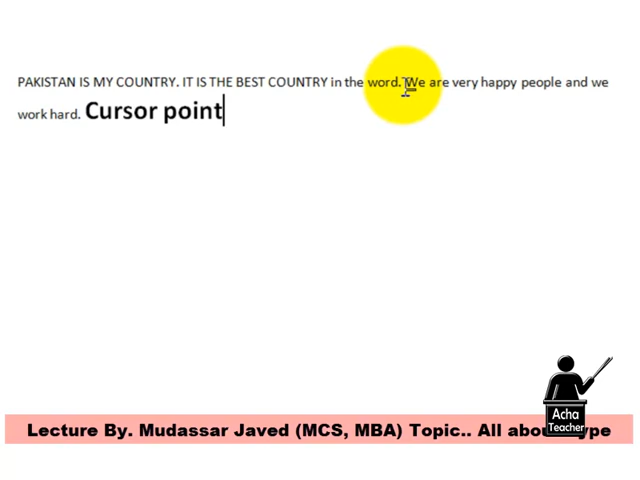 PAKISTAN IS MY COUNTRY. IT IS THE BEST COUNTRY in the word. We are very happy people and we
work hard. Cursor point
Acha
Teacher
Lecture By. Mudassar Javed (MCS, MBA) Topic.. All about